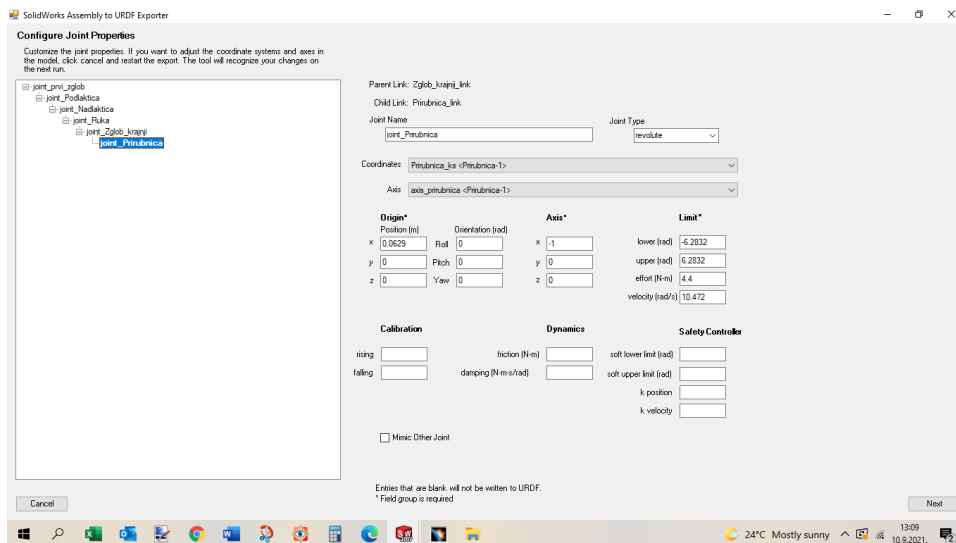 SolidWorks Assembly to URDF Exporter
Configure Joint Properties
Customize the joint properties. If you want to adjust the coordinate systems and axes in
the model, click cancel and restart the export. The tool will recognize your changes on
the next run.
joint_prvi_zglob
joint_Podlaktica
joint_Nadlaktica
joint_Ruka
joint_Zglob_krajnji
joint_Prirubnica
Parent Link: Zglob_krajnji_link
Child Link: Prirubnica_link
Joint Name
Joint Type
joint_Prirubnica
revolute
Coordinates Prirubnica_ks <Prirubnica-1>
Axis axis_prirubnica <Prirubnica-1>
Origin* Axis* Limit*
Position (m) Orientation (rad)
x 0.0629 Roll 0 x -1 lower (rad) -6.2832
y 0 Pitch 0 y 0 upper (rad) 6.2832
z 0 Yaw 0 z 0 effort (N-m) 4.4
velocity (rad/s) 10.472
Calibration Dynamics Safety Controller
rising friction (N-m) soft lower limit (rad)
falling damping (N-m-s/rad) soft upper limit (rad)
k position
k velocity
Mimic Other Joint
Entries that are blank will not be written to URDF.
* Field group is required
Cancel Next
24°C Mostly sunny 13:09
10.9.2021. 2